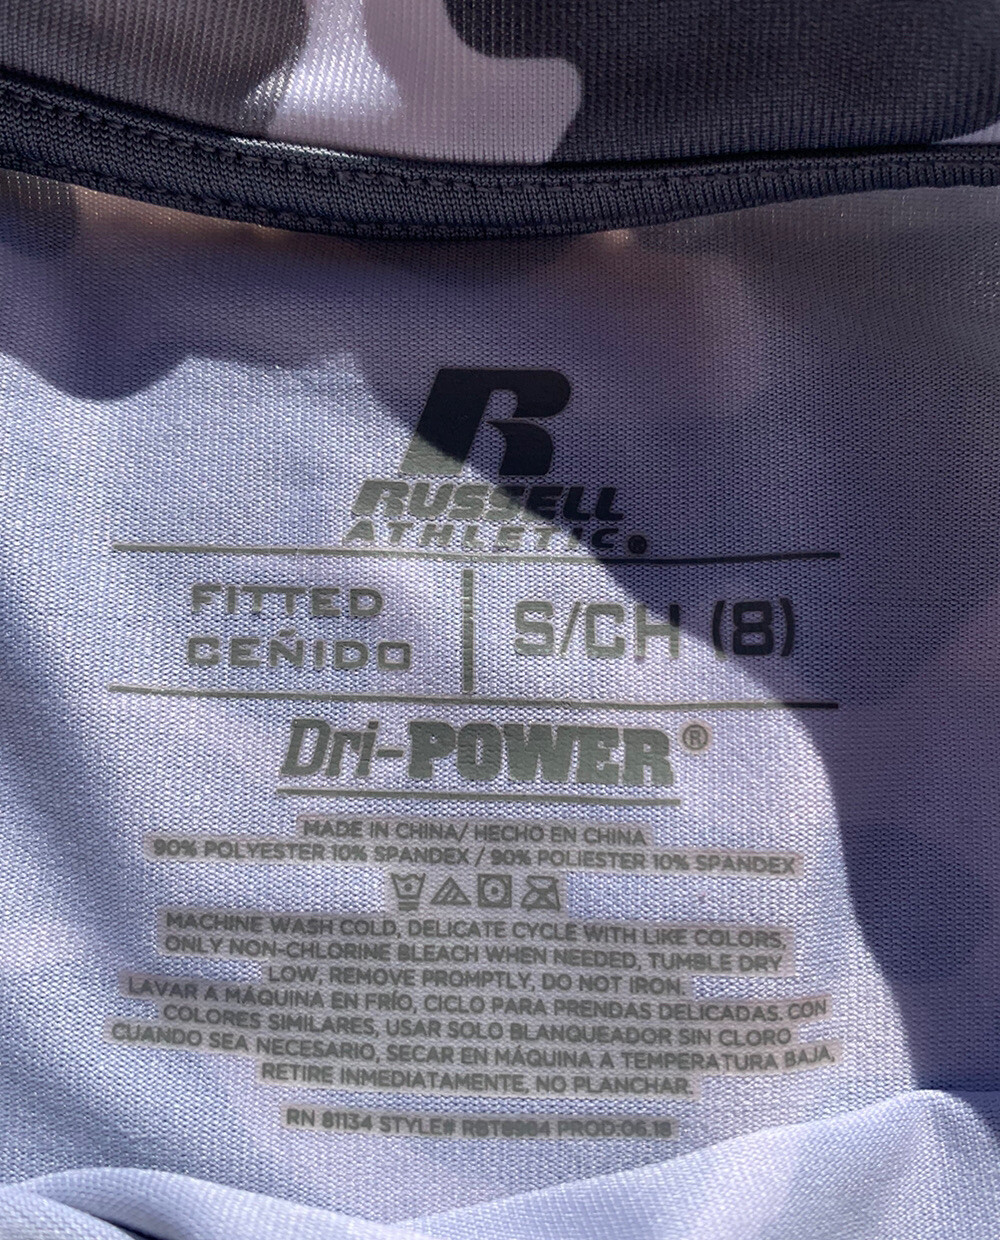 R
RUSSELL
ATHLETIC®
FITTED
CEÑIDO
S/CH (8)
Dri-POWER®
MADE IN CHINA/ HECHO EN CHINA
90% POLYESTER 10% SPANDEX / 90% POLIESTER 10% SPANDEX
MACHINE WASH COLD, DELICATE CYCLE WITH LIKE COLORS,
ONLY NON-CHLORINE BLEACH WHEN NEEDED, TUMBLE DRY
LOW, REMOVE PROMPTLY, DO NOT IRON.
LAVAR A MÁQUINA EN FRÍO, CICLO PARA PRENDAS DELICADAS. CON
COLORES SIMILARES, USAR SOLO BLANQUEADOR SIN CLORO
CUANDO SEA NECESARIO, SECAR EN MÁQUINA A TEMPERATURA BAJA,
RETIRE INMEDIATAMENTE, NO PLANCHAR.
RN 81134 STYLE# R8T8984 PROD:06.18